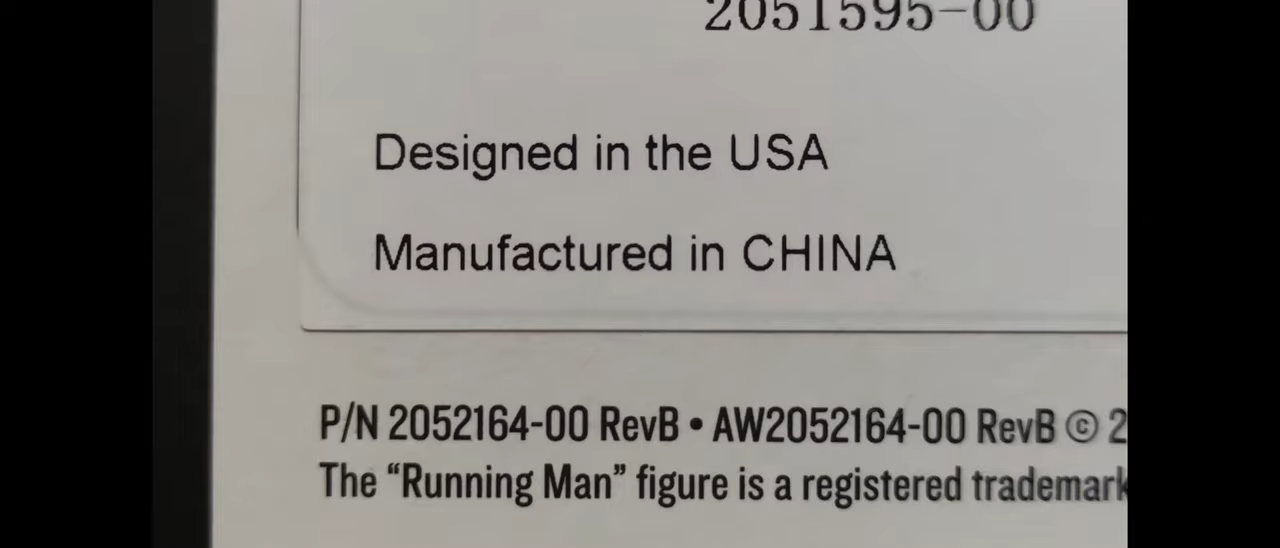 2051595-00
Designed in the USA
Manufactured in CHINA
P/N 2052164-00 RevB • AW2052164-00 RevB © 2
The “Running Man” figure is a registered trademark